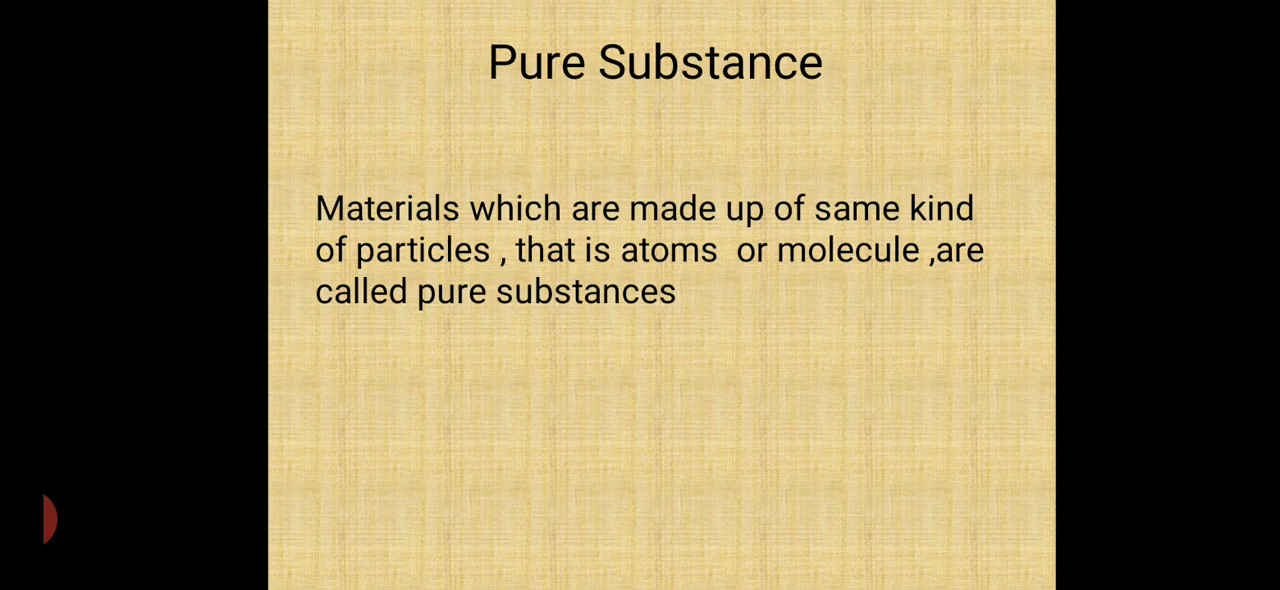 Pure Substance
Materials which are made up of same kind
of particles , that is atoms  or molecule ,are
called pure substances